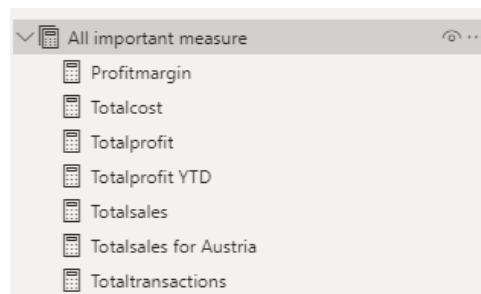 All important measure
Profitmargin
Totalcost
Totalprofit
Totalprofit YTD
Totalsales
Totalsales for Austria
Totaltransactions